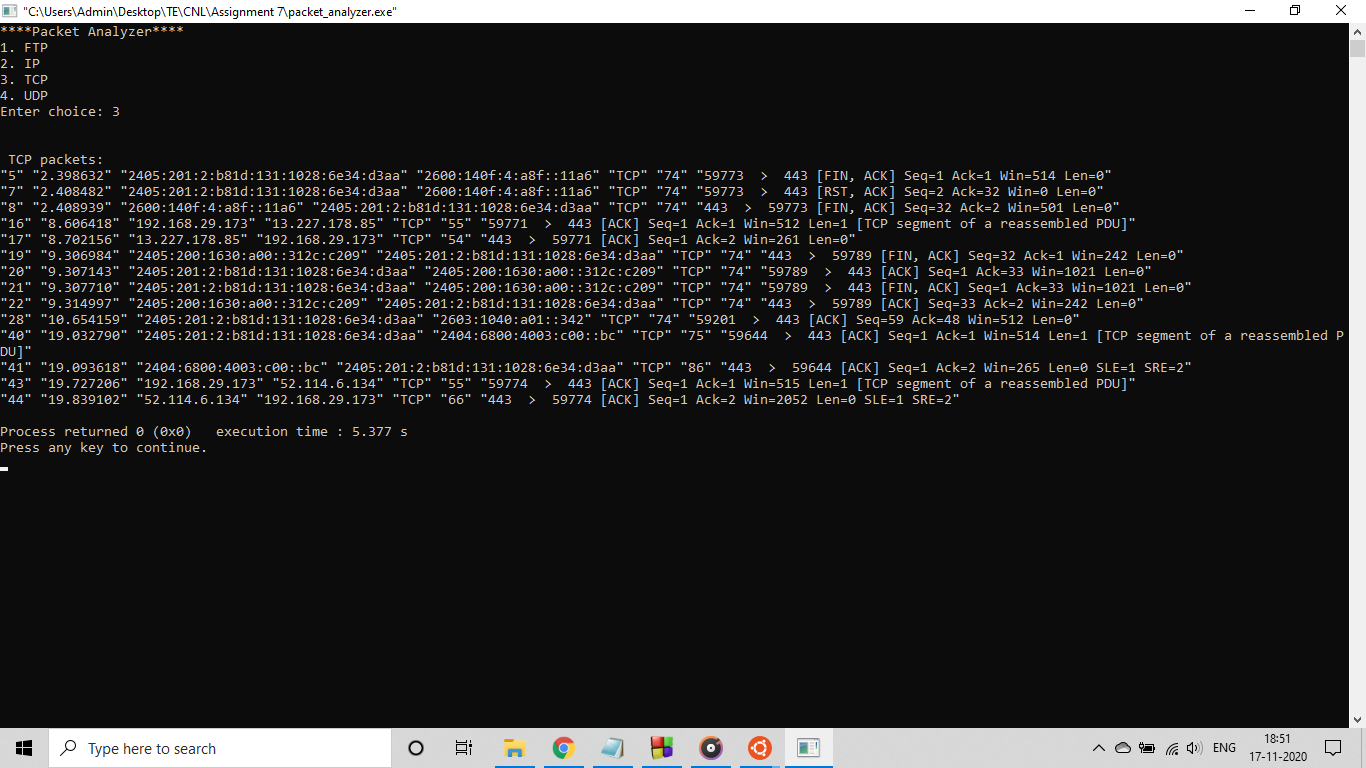 "C:\Users\Admin\Desktop\TE\CNL\Assignment 7\packet_analyzer.exe"
****Packet Analyzer****
1. FTP
2. IP
3. TCP
4. UDP
Enter choice: 3
TCP packets:
"5" "2.398632" "2405:201:2:b81d:131:1028:6e34:d3aa" "2600:140f:4:a8f::11a6" "TCP" "74" "59773  >  443 [FIN, ACK] Seq=1 Ack=1 Win=514 Len=0"
"7" "2.408482" "2405:201:2:b81d:131:1028:6e34:d3aa" "2600:140f:4:a8f::11a6" "TCP" "74" "59773  >  443 [RST, ACK] Seq=2 Ack=32 Win=0 Len=0"
"8" "2.408939" "2600:140f:4:a8f::11a6" "2405:201:2:b81d:131:1028:6e34:d3aa" "TCP" "74" "443  >  59773 [FIN, ACK] Seq=32 Ack=2 Win=501 Len=0"
"16" "8.606418" "192.168.29.173" "13.227.178.85" "TCP" "55" "59771  >  443 [ACK] Seq=1 Ack=1 Win=512 Len=1 [TCP segment of a reassembled PDU]"
"17" "8.702156" "13.227.178.85" "192.168.29.173" "TCP" "54" "443  >  59771 [ACK] Seq=1 Ack=2 Win=261 Len=0"
"19" "9.306984" "2405:200:1630:a00::312c:c209" "2405:201:2:b81d:131:1028:6e34:d3aa" "TCP" "74" "443  >  59789 [FIN, ACK] Seq=32 Ack=1 Win=242 Len=0"
"20" "9.307143" "2405:201:2:b81d:131:1028:6e34:d3aa" "2405:200:1630:a00::312c:c209" "TCP" "74" "59789  >  443 [ACK] Seq=1 Ack=33 Win=1021 Len=0"
"21" "9.307710" "2405:201:2:b81d:131:1028:6e34:d3aa" "2405:200:1630:a00::312c:c209" "TCP" "74" "59789  >  443 [FIN, ACK] Seq=1 Ack=33 Win=1021 Len=0"
"22" "9.314997" "2405:200:1630:a00::312c:c209" "2405:201:2:b81d:131:1028:6e34:d3aa" "TCP" "74" "443  >  59789 [ACK] Seq=33 Ack=2 Win=242 Len=0"
"28" "10.654159" "2405:201:2:b81d:131:1028:6e34:d3aa" "2603:1040:a01::342" "TCP" "74" "59201  >  443 [ACK] Seq=59 Ack=48 Win=512 Len=0"
"40" "19.032790" "2405:201:2:b81d:131:1028:6e34:d3aa" "2404:6800:4003:c00::bc" "TCP" "75" "59644  >  443 [ACK] Seq=1 Ack=1 Win=514 Len=1 [TCP segment of a reassembled P
DU]"
"41" "19.093618" "2404:6800:4003:c00::bc" "2405:201:2:b81d:131:1028:6e34:d3aa" "TCP" "86" "443  >  59644 [ACK] Seq=1 Ack=2 Win=265 Len=0 SLE=1 SRE=2"
"43" "19.727206" "192.168.29.173" "52.114.6.134" "TCP" "55" "59774  >  443 [ACK] Seq=1 Ack=1 Win=515 Len=1 [TCP segment of a reassembled PDU]"
"44" "19.839102" "52.114.6.134" "192.168.29.173" "TCP" "66" "443  >  59774 [ACK] Seq=1 Ack=2 Win=2052 Len=0 SLE=1 SRE=2"
Process returned 0 (0x0)   execution time : 5.377 s
Press any key to continue.
Type here to search
ENG
18:51
17-11-2020